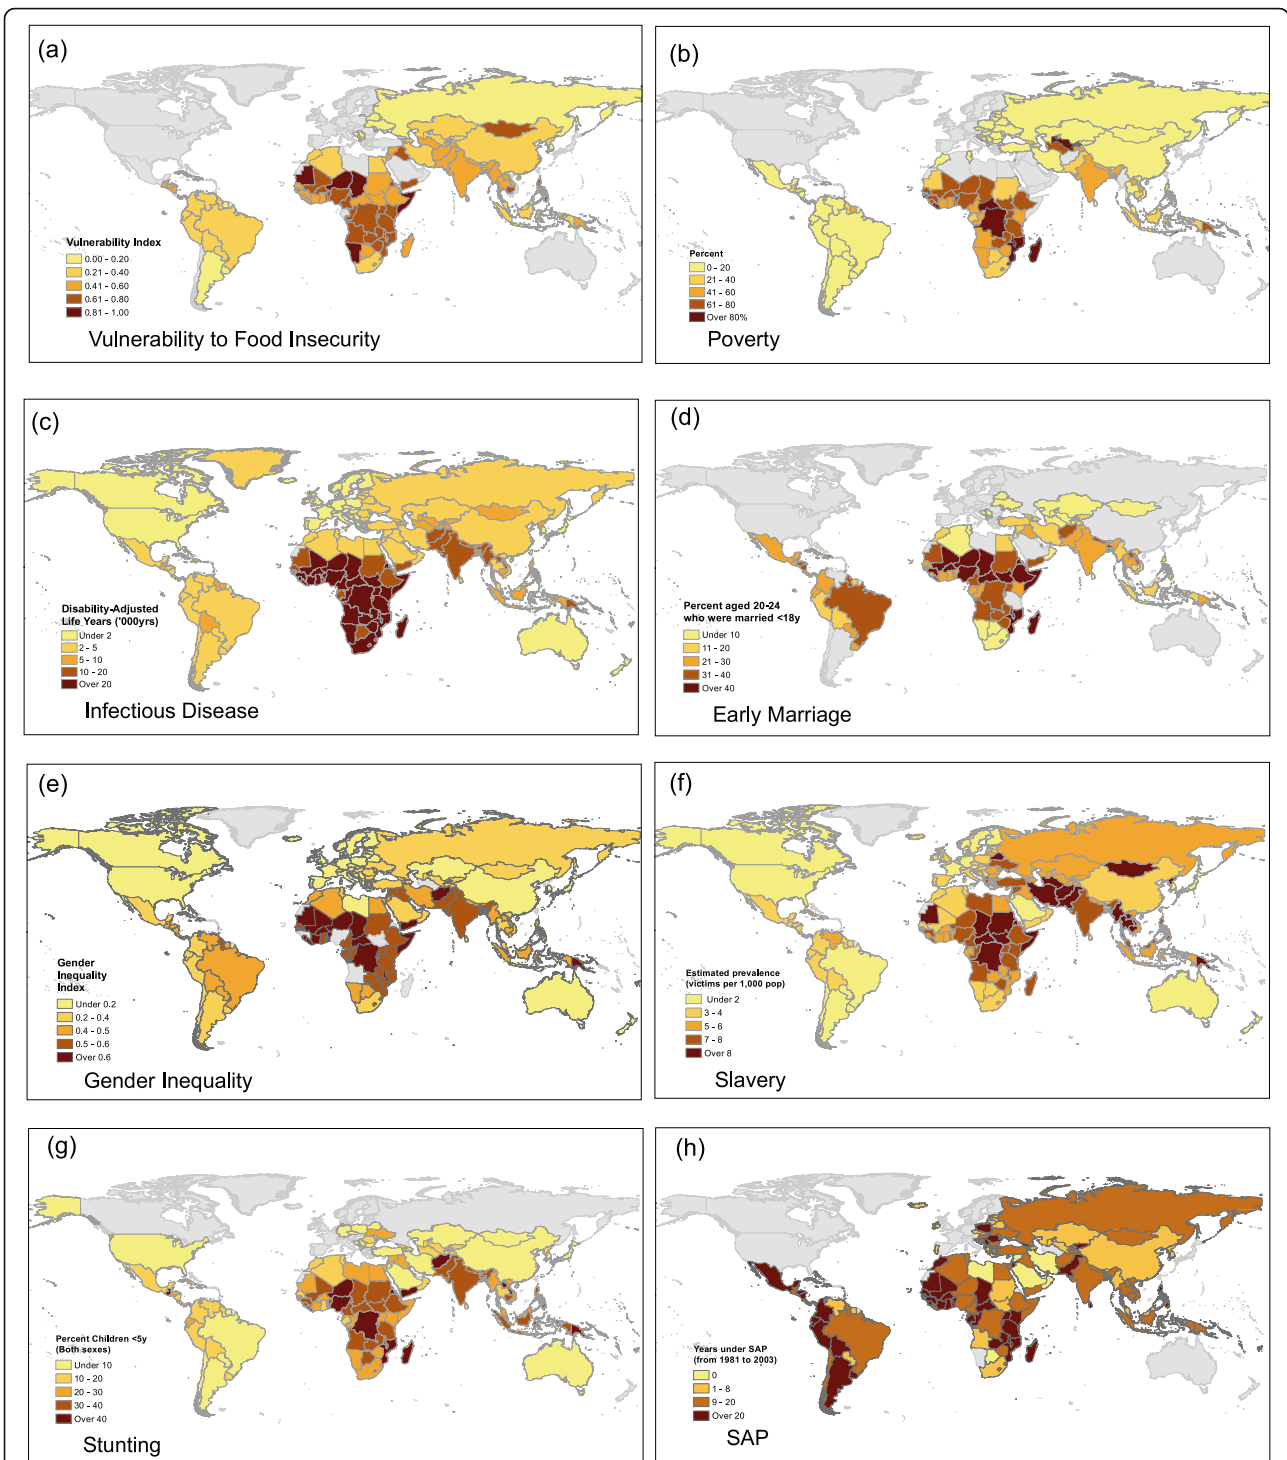 (a)
Vulnerability Index
0.00 - 0.20
0.21 - 0.40
0.41 - 0.60
0.61 - 0.80
0.81 - 1.00
Vulnerability to Food Insecurity
(b)
Percent
0 - 20
21 - 40
41 - 60
61 - 80
Over 80%
Poverty
(c)
Disability-Adjusted
Life Years ('000yrs)
Under 2
2 - 5
5 - 10
10 - 20
Over 20
Infectious Disease
(d)
Percent aged 20-24
who were married <18y
Under 10
11 - 20
21 - 30
31 - 40
Over 40
Early Marriage
(e)
Gender
Inequality
Index
Under 0.2
0.2 - 0.4
0.4 - 0.5
0.5 - 0.6
Over 0.6
Gender Inequality
(f)
Estimated prevalence
(victims per 1,000 pop)
Under 2
3 - 4
5 - 6
7 - 8
Over 8
Slavery
(g)
Percent Children <5y
(Both sexes)
Under 10
10 - 20
20 - 30
30 - 40
Over 40
Stunting
(h)
Years under SAP
(from 1981 to 2003)
0
1 - 8
9 - 20
Over 20
SAP